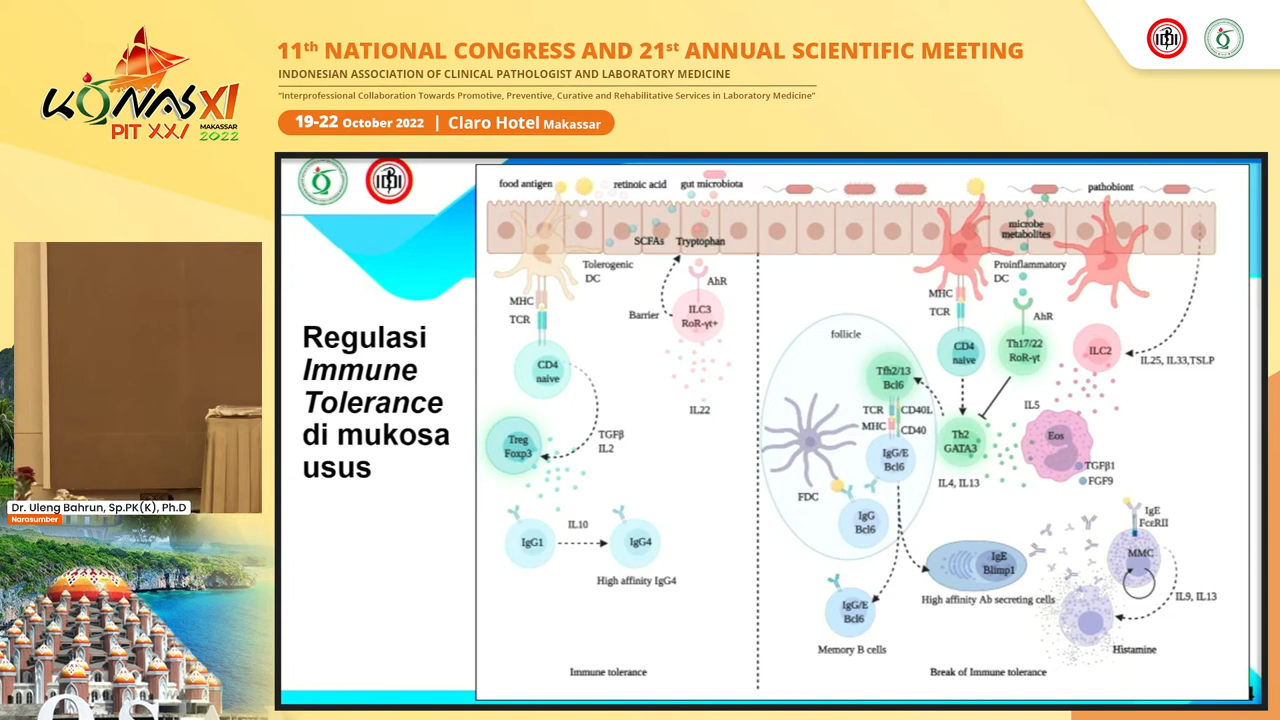 KONAS XI
PIT XXI MAKASSAR 2022
11th NATIONAL CONGRESS AND 21st ANNUAL SCIENTIFIC MEETING
INDONESIAN ASSOCIATION OF CLINICAL PATHOLOGIST AND LABORATORY MEDICINE
"Interprofessional Collaboration Towards Promotive, Preventive, Curative and Rehabilitative Services in Laboratory Medicine"
19-22 October 2022 | Claro Hotel Makassar
Regulasi
Immune
Tolerance
di mukosa
usus
food antigen
retinoic acid
gut microbiota
SCFAs
Tryptophan
Tolerogenic
DC
MHC
TCR
AhR
Barrier
ILC3
RoR-γt+
CD4
naive
IL22
Treg
Foxp3
TGFβ
IL2
IL10
IgG1
IgG4
High affinity IgG4
Immune tolerance
pathobiont
microbe
metabolites
Proinflammatory
DC
MHC
TCR
AhR
CD4
naive
Th17/22
RoR-γt
ILC2
IL25, IL33,TSLP
follicle
Tfh2/13
Bcl6
TCR
CD40L
MHC
CD40
IgG/E
Bcl6
FDC
IgG
Bcl6
Th2
GATA3
IL4, IL13
IL5
Eos
TGFβ1
FGF9
IgE
FcεRII
MMC
IgE
Blimp1
High affinity Ab secreting cells
IL9, IL13
IgG/E
Bcl6
Memory B cells
Histamine
Break of Immune tolerance
Dr. Uleng Bahrun, Sp.PK(K), Ph.D
Narasumber